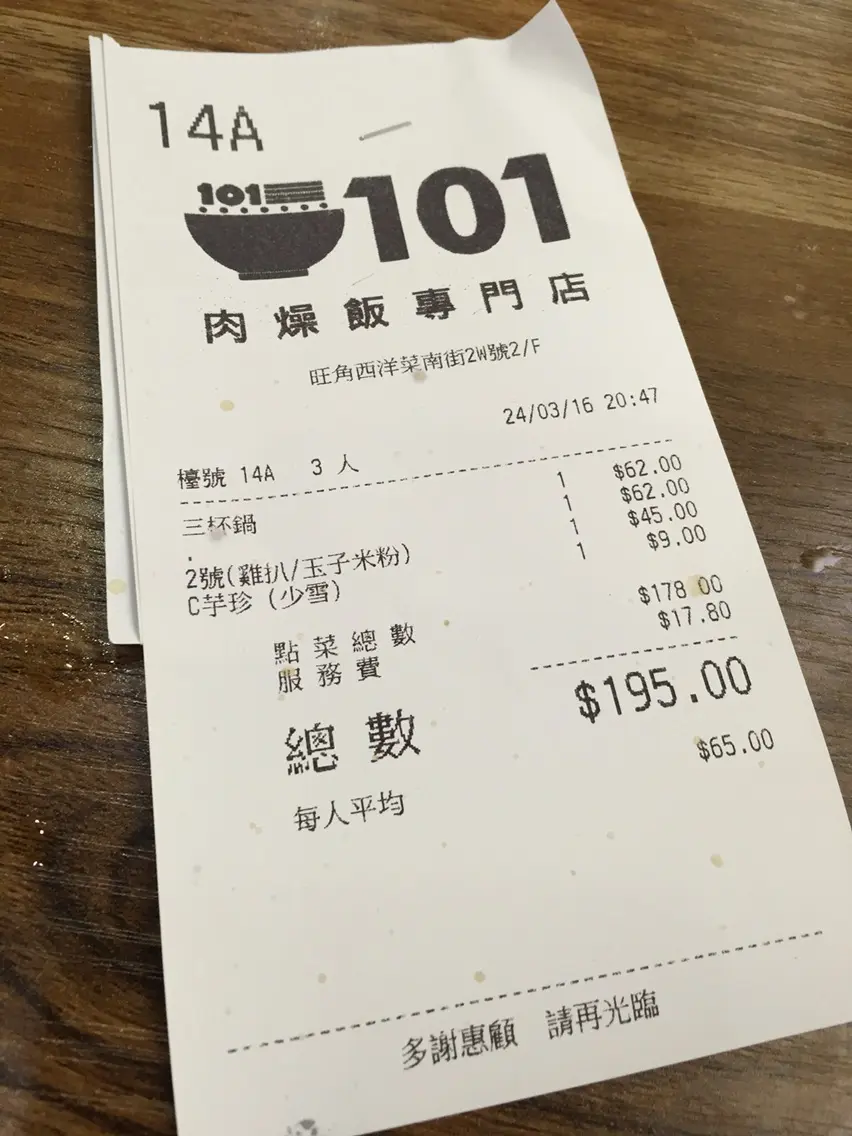 14A
101
101
肉燥飯專門店
旺角西洋菜南街2W號2/F
24/03/16 20:47
檯號 14A 3 人
三杯鍋 1 $62.00
. 1 $62.00
2號(雞扒/玉子米粉) 1 $45.00
C芋珍 (少雪) 1 $9.00
點菜總數 $178.00
服務費 $17.80
總數 $195.00
每人平均 $65.00
多謝惠顧 請再光臨